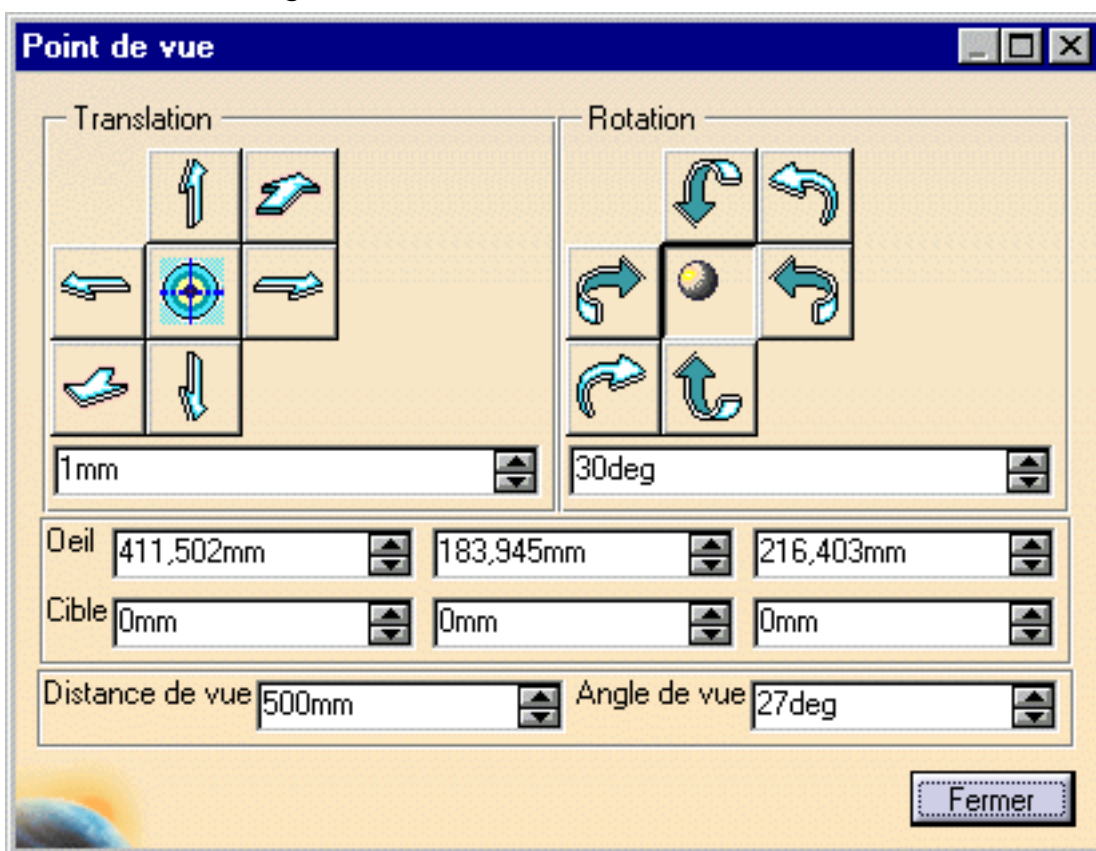 Point de vue
Translation Rotation
1mm 30deg
Oeil 411,502mm 183,945mm 216,403mm
Cible 0mm 0mm 0mm
Distance de vue 500mm Angle de vue 27deg
Fermer